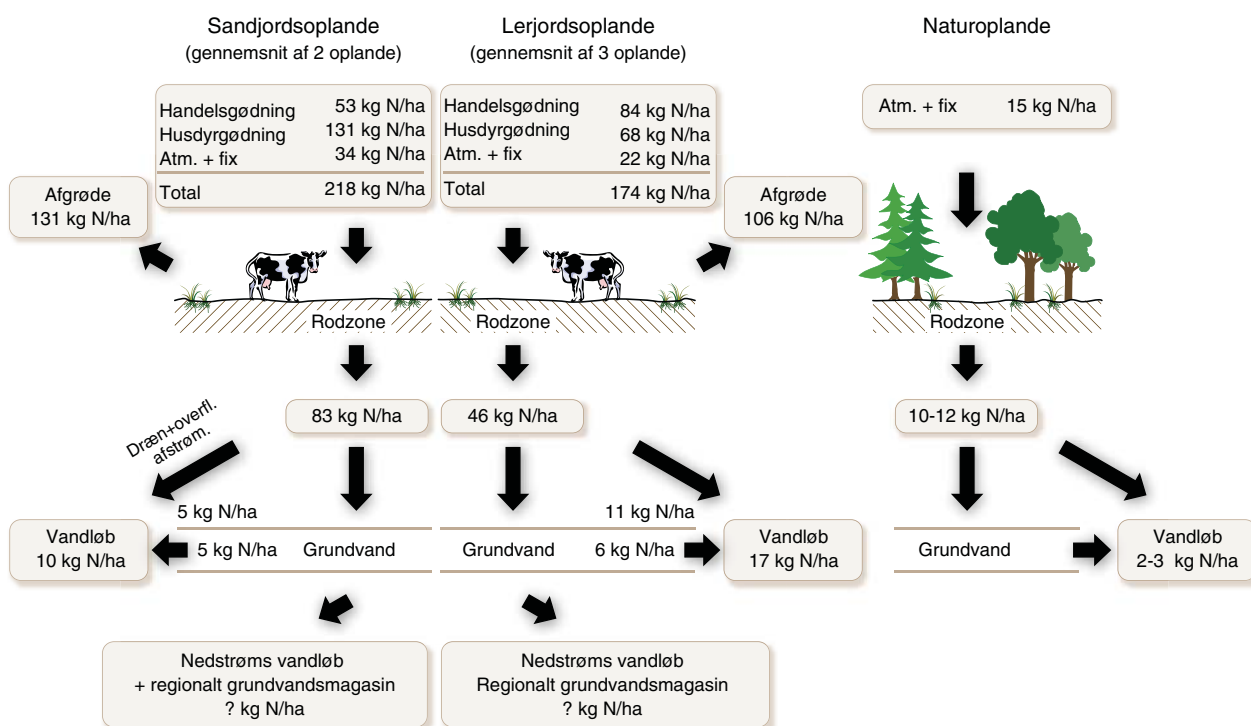 Sandjordsoplande
(gennemsnit af 2 oplande)
Lerjordsoplande
(gennemsnit af 3 oplande)
Naturoplande
Handelsgødning 53 kg N/ha
Husdyrgødning 131 kg N/ha
Atm. + fix 34 kg N/ha
Total 218 kg N/ha
Handelsgødning 84 kg N/ha
Husdyrgødning 68 kg N/ha
Atm. + fix 22 kg N/ha
Total 174 kg N/ha
Atm. + fix 15 kg N/ha
Afgrøde
131 kg N/ha
Afgrøde
106 kg N/ha
Rodzone
Rodzone
Rodzone
83 kg N/ha
46 kg N/ha
10-12 kg N/ha
Dræn+overfl.
afstrøm.
5 kg N/ha
11 kg N/ha
Vandløb
10 kg N/ha
5 kg N/ha
Grundvand
Grundvand
6 kg N/ha
Vandløb
17 kg N/ha
Grundvand
Vandløb
2-3 kg N/ha
Nedstrøms vandløb
+ regionalt grundvandsmagasin
? kg N/ha
Nedstrøms vandløb
Regionalt grundvandsmagasin
? kg N/ha